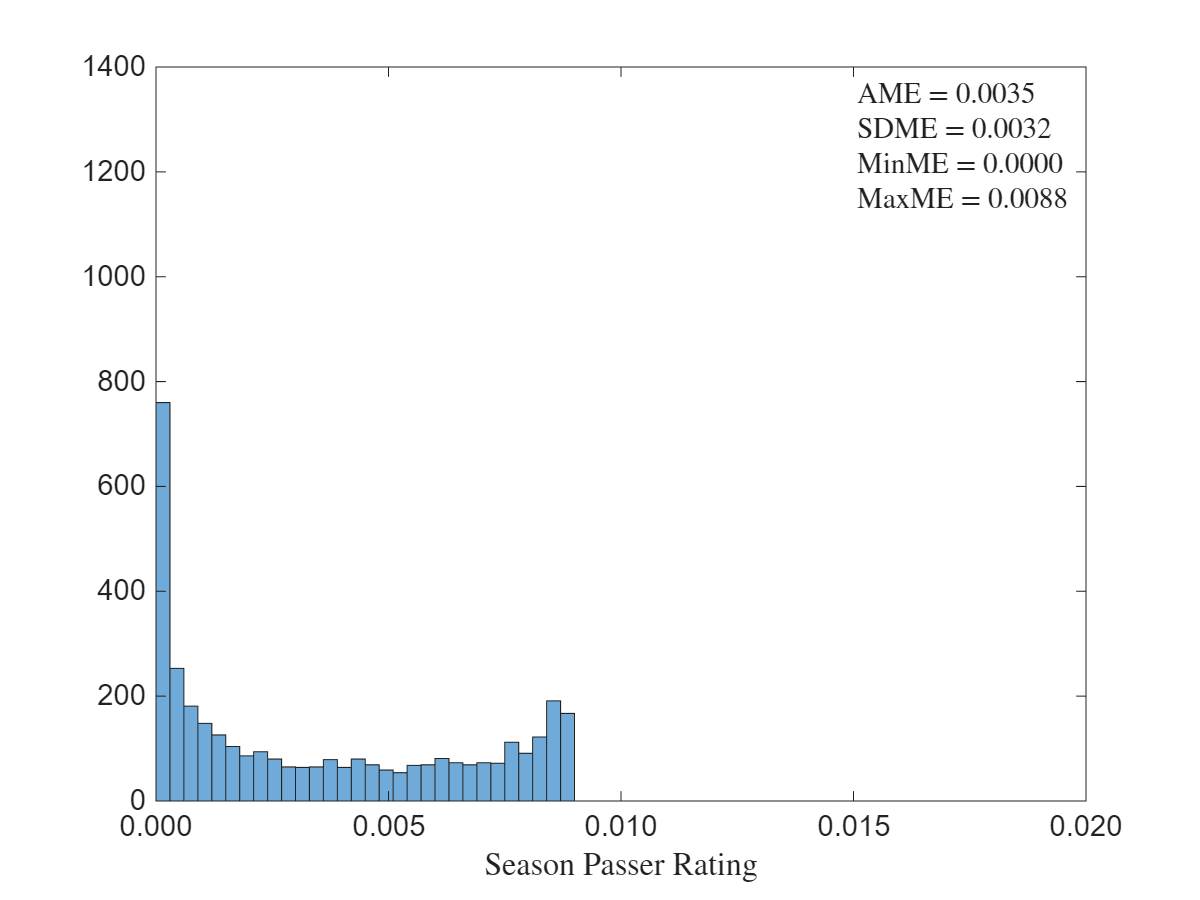 1400
1200
1000
800
600
400
200
0
AME = 0.0035
SDME = 0.0032
MinME = 0.0000
MaxME = 0.0088
0.000 0.005 0.010 0.015 0.020
Season Passer Rating